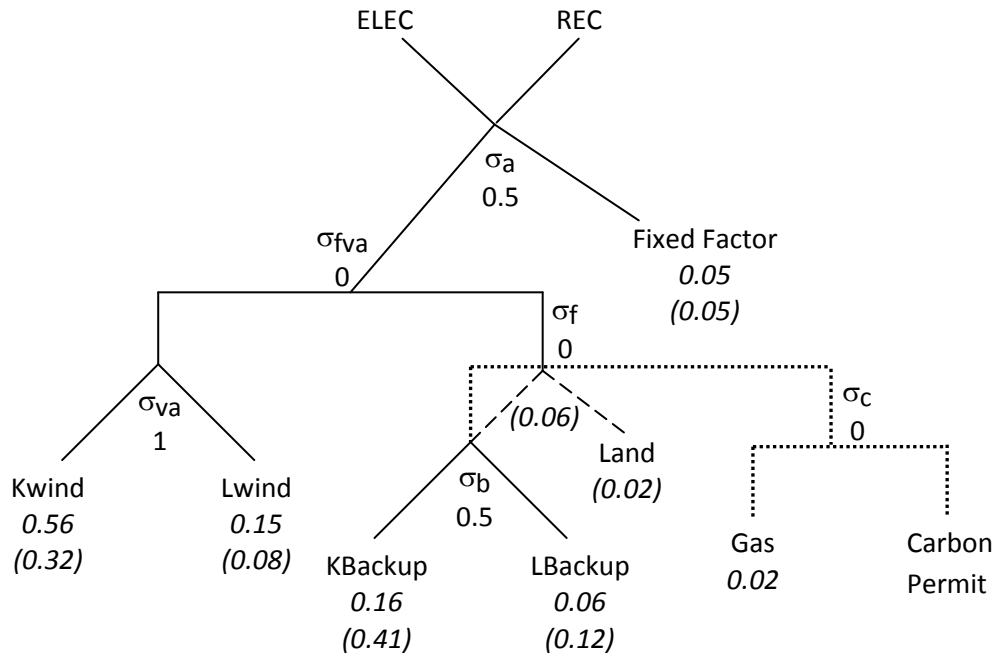 ELEC
REC
σa
0.5
Fixed Factor
0.05
(0.05)
σfva
0
σf
0
σva
1
Kwind
0.56
(0.32)
Lwind
0.15
(0.08)
(0.06)
Land
(0.02)
σc
0
σb
0.5
KBackup
0.16
(0.41)
LBackup
0.06
(0.12)
Gas
0.02
Carbon
Permit